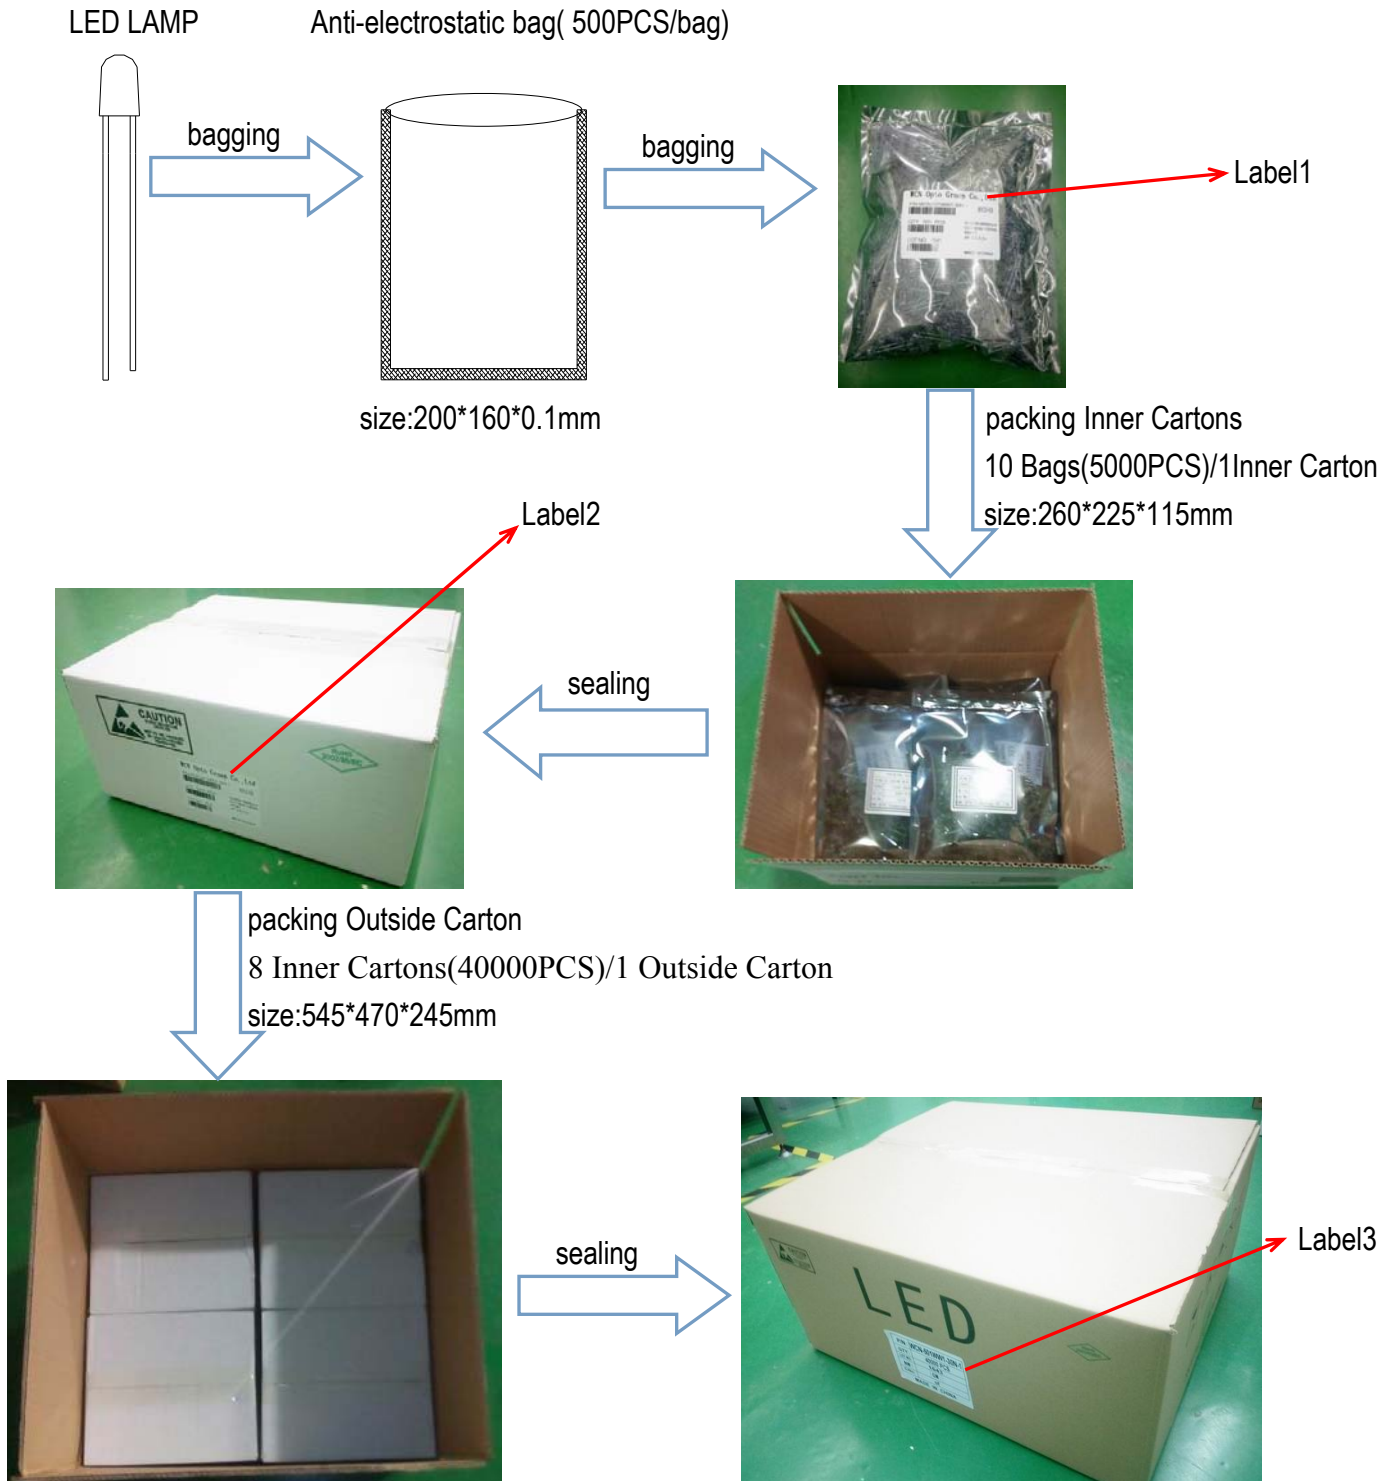 LED LAMP
Anti-electrostatic bag( 500PCS/bag)
bagging
bagging
Label1
size:200*160*0.1mm
packing Inner Cartons
10 Bags(5000PCS)/1Inner Carton
size:260*225*115mm
Label2
sealing
CAUTION
packing Outside Carton
8 Inner Cartons(40000PCS)/1 Outside Carton
size:545*470*245mm
sealing
Label3
LED